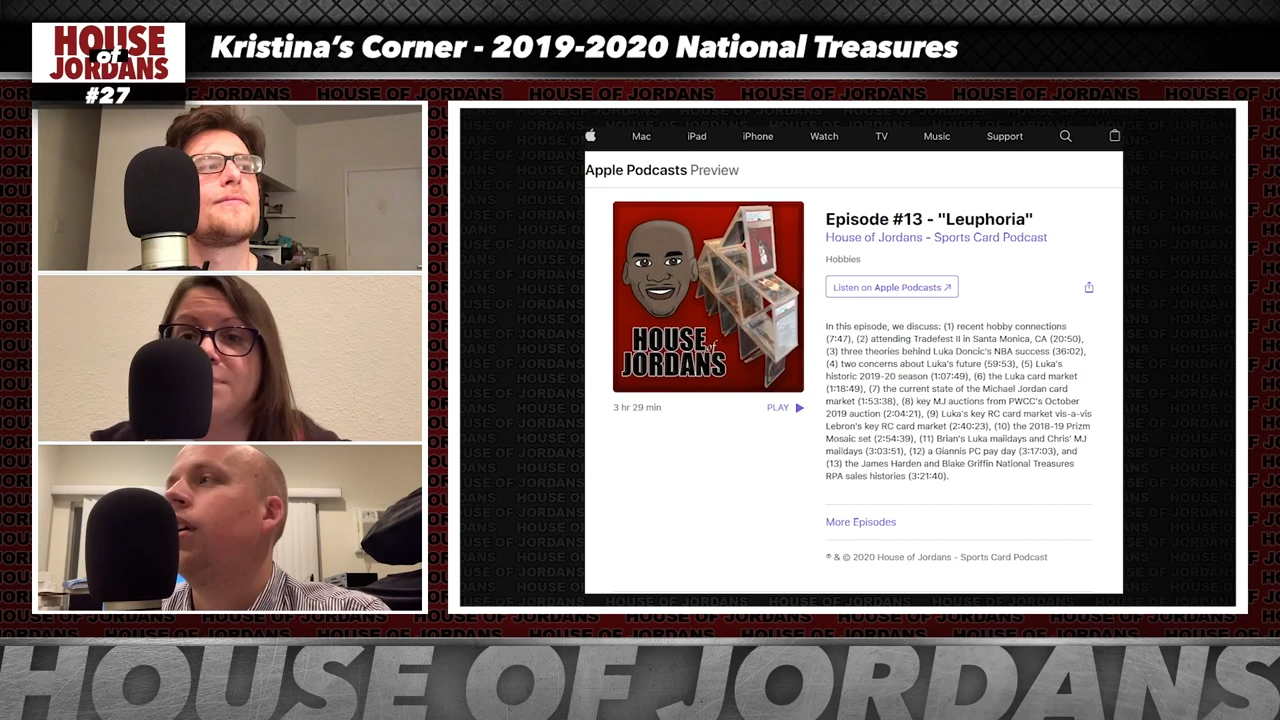 HOUSE
of
JORDANS
#27
Kristina's Corner - 2019-2020 National Treasures
Mac iPad iPhone Watch TV Music Support
Apple Podcasts Preview
HOUSE
of
JORDANS
3 hr 29 min PLAY
Episode #13 - "Leuphoria"
House of Jordans - Sports Card Podcast
Hobbies
Listen on Apple Podcasts ↗
In this episode, we discuss: (1) recent hobby connections
(7:47), (2) attending Tradefest II in Santa Monica, CA (20:50),
(3) three theories behind Luka Doncic's NBA success (36:02),
(4) two concerns about Luka's future (59:53), (5) Luka's
historic 2019-20 season (1:07:49), (6) the Luka card market
(1:18:49), (7) the current state of the Michael Jordan card
market (1:53:38), (8) key MJ auctions from PWCC's October
2019 auction (2:04:21), (9) Luka's key RC card market vis-a-vis
Lebron's key RC card market (2:40:23), (10) the 2018-19 Prizm
Mosaic set (2:54:39), (11) Brian's Luka maildays and Chris' MJ
maildays (3:03:51), (12) a Giannis PC pay day (3:17:03), and
(13) the James Harden and Blake Griffin National Treasures
RPA sales histories (3:21:40).
More Episodes
℗ & © 2020 House of Jordans - Sports Card Podcast
HOUSE OF JORDANS